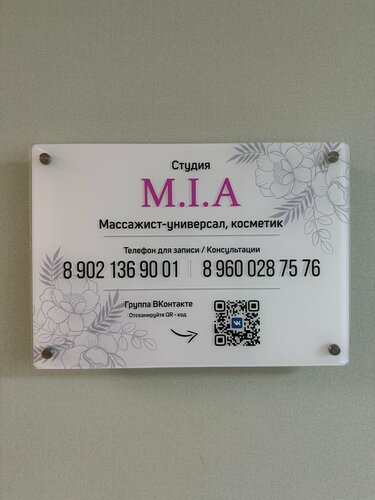 Студия
M.I.A
Массажист-универсал, косметик
Телефон для записи / Консультации
8 902 136 90 01 | 8 960 028 75 76
Группа ВКонтакте
Отсканируйте QR - код